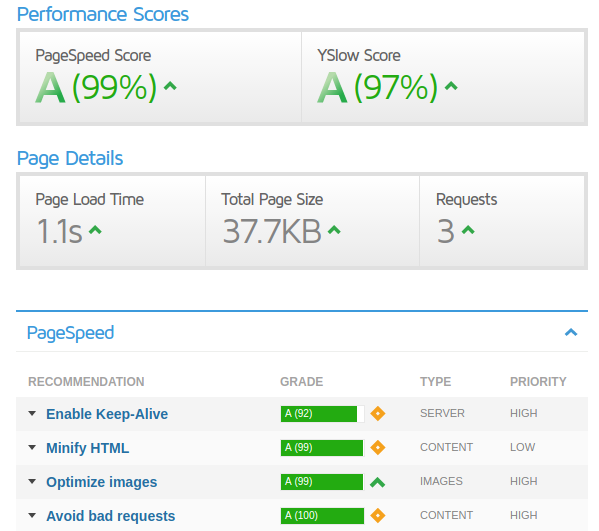 Performance Scores
PageSpeed Score YSlow Score
A (99%) A (97%)
Page Details
Page Load Time Total Page Size Requests
1.1s 37.7KB 3
PageSpeed
RECOMMENDATION GRADE TYPE PRIORITY
Enable Keep-Alive A (92) SERVER HIGH
Minify HTML A (99) CONTENT LOW
Optimize images A (99) IMAGES HIGH
Avoid bad requests A (100) CONTENT HIGH